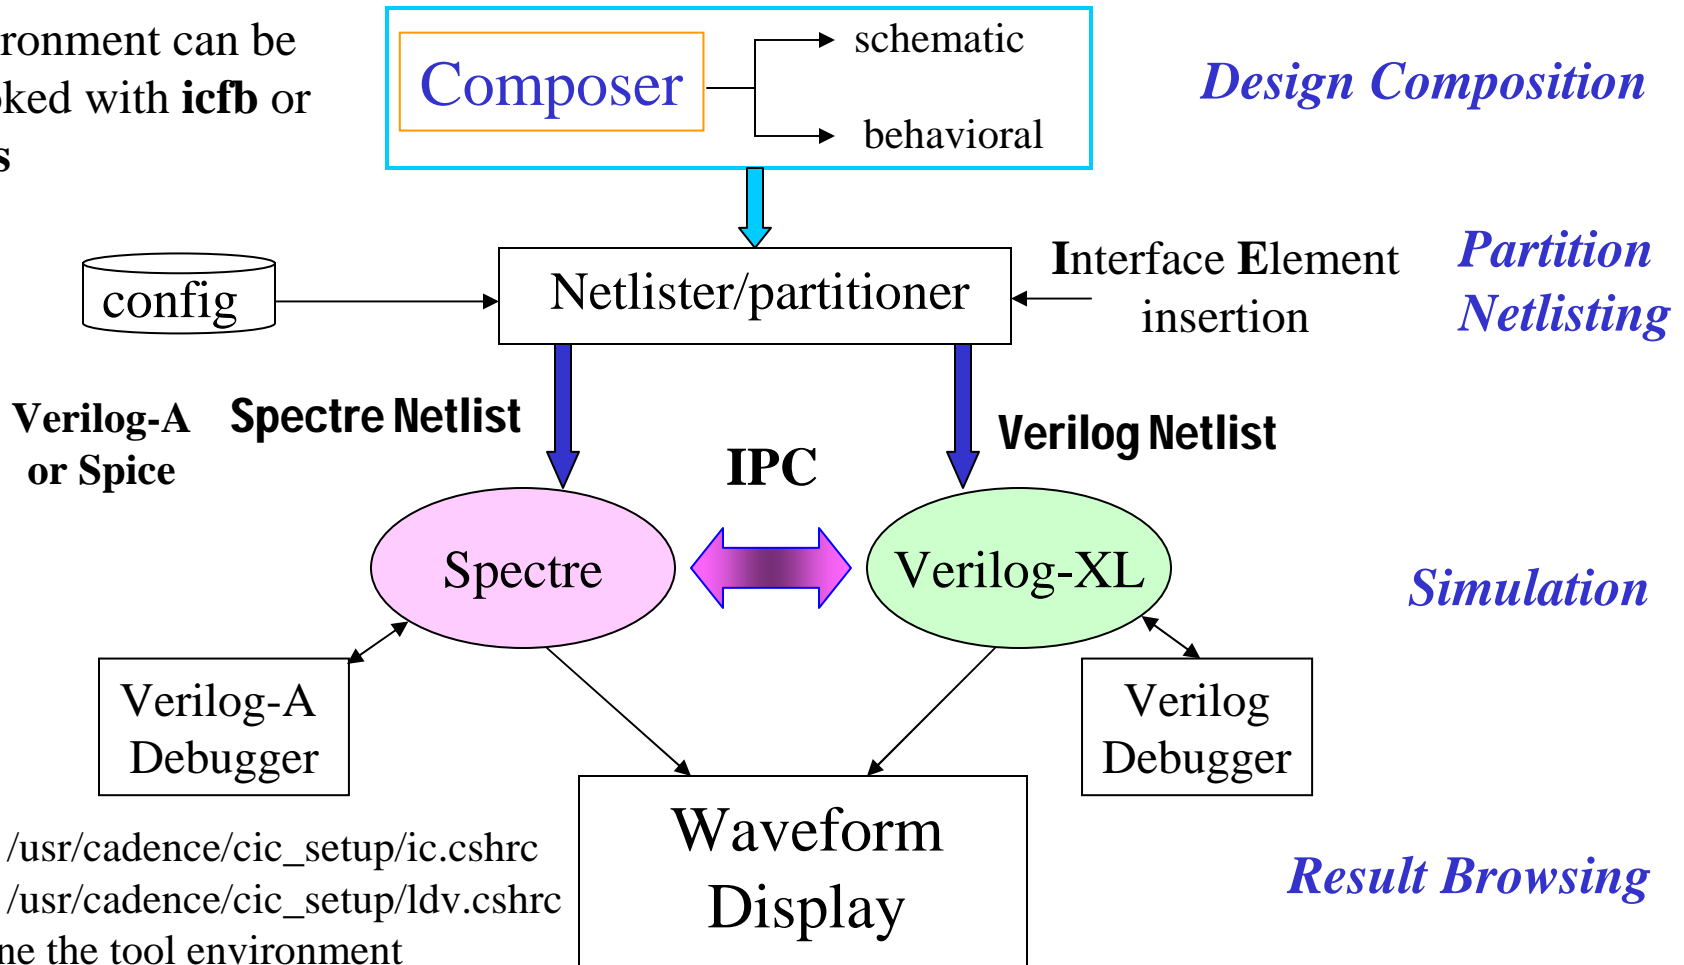 ronment can be
ked with icfb or
s
Composer
schematic
behavioral
Design Composition
config
Netlister/partitioner
Interface Element
insertion
Partition
Netlisting
Verilog-A
or Spice
Spectre Netlist
IPC
Verilog Netlist
Spectre
Verilog-XL
Simulation
Verilog-A
Debugger
Verilog
Debugger
Waveform
Display
/usr/cadence/cic_setup/ic.cshrc
/usr/cadence/cic_setup/ldv.cshrc
ne the tool environment
Result Browsing